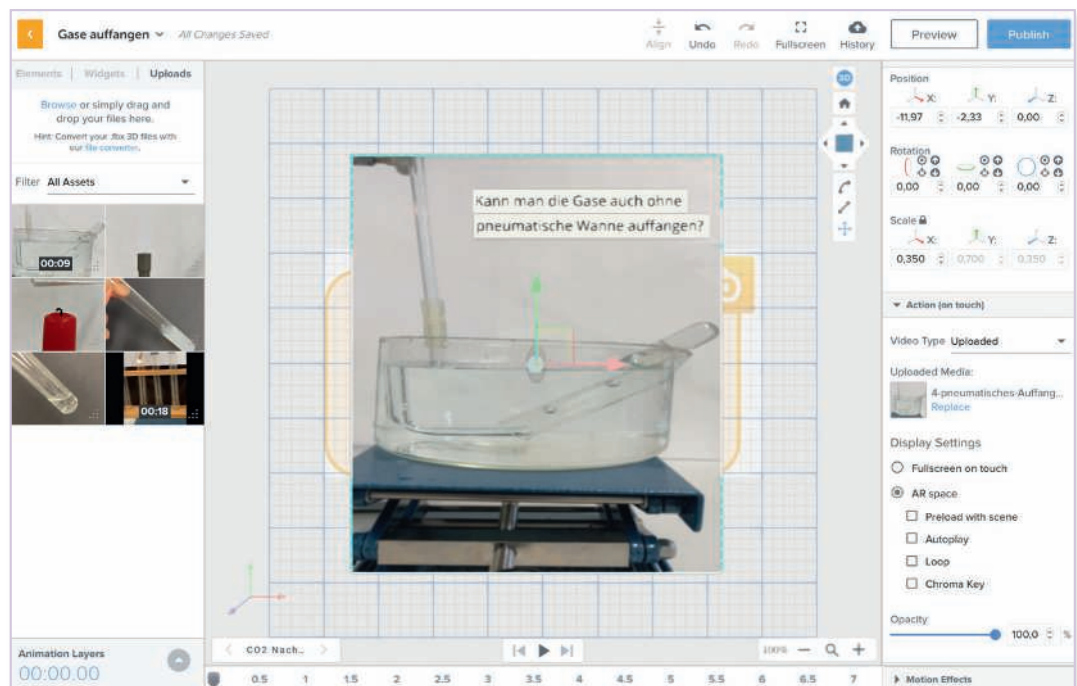 Gase auffangen
All Changes Saved
Align
Undo
Redo
Fullscreen
History
Preview
Publish
Elements | Widgets | Uploads
Browse or simply drag and
drop your files here.
Hint: Convert your .fbx 3D files with
our file converter.
Filter All Assets
00:09
00:18
Animation Layers
00:00.00
3D
Kann man die Gase auch ohne
pneumatische Wanne auffangen?
CO2 Nach...
100%
0.5 1 1.5 2 2.5 3 3.5 4 4.5 5 5.5 6 6.5 7
Position
X: Y: Z:
-11,97 -2,33 0,00
Rotation
0,00 0,00 0,00
Scale
X: Y: Z:
0,350 0,700 0,350
Action (on touch)
Video Type Uploaded
Uploaded Media:
4-pneumatisches-Auffang...
Replace
Display Settings
Fullscreen on touch
AR space
Preload with scene
Autoplay
Loop
Chroma Key
Opacity
100,0 %
Motion Effects